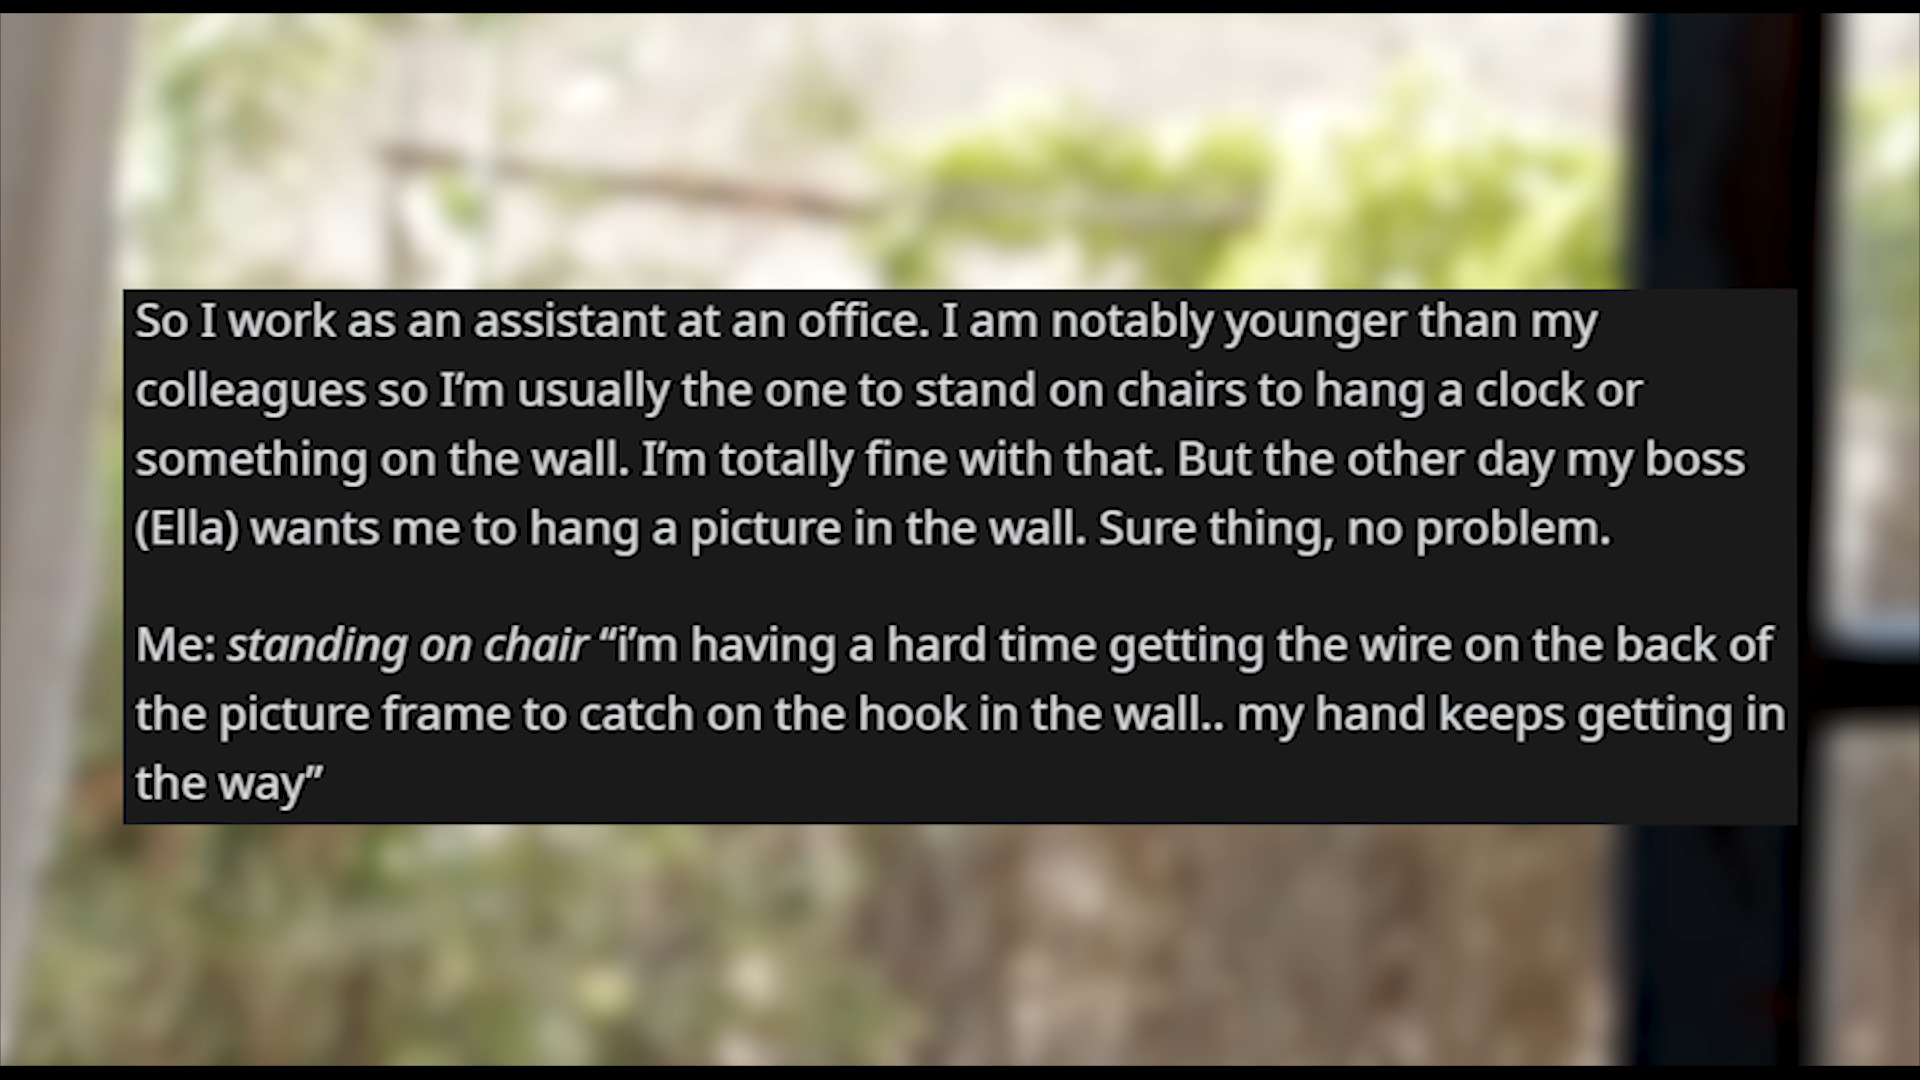 So I work as an assistant at an office. I am notably younger than my
colleagues so I’m usually the one to stand on chairs to hang a clock or
something on the wall. I’m totally fine with that. But the other day my boss
(Ella) wants me to hang a picture in the wall. Sure thing, no problem.
Me: standing on chair “i’m having a hard time getting the wire on the back of
the picture frame to catch on the hook in the wall.. my hand keeps getting in
the way”